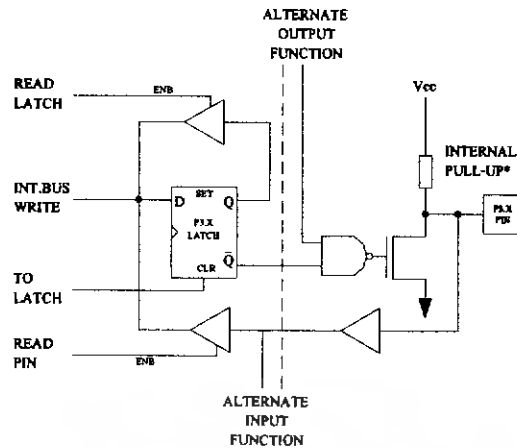 ALTERNATE
OUTPUT
FUNCTION
READ
LATCH
ENB
Vcc
INTERNAL
PULL-UP*
INT.BUS
WRITE
D
SET
Q
P3.X
LATCH
CLR
Q̅
P3.X
PIN
TO
LATCH
READ
PIN
ENB
ALTERNATE
INPUT
FUNCTION